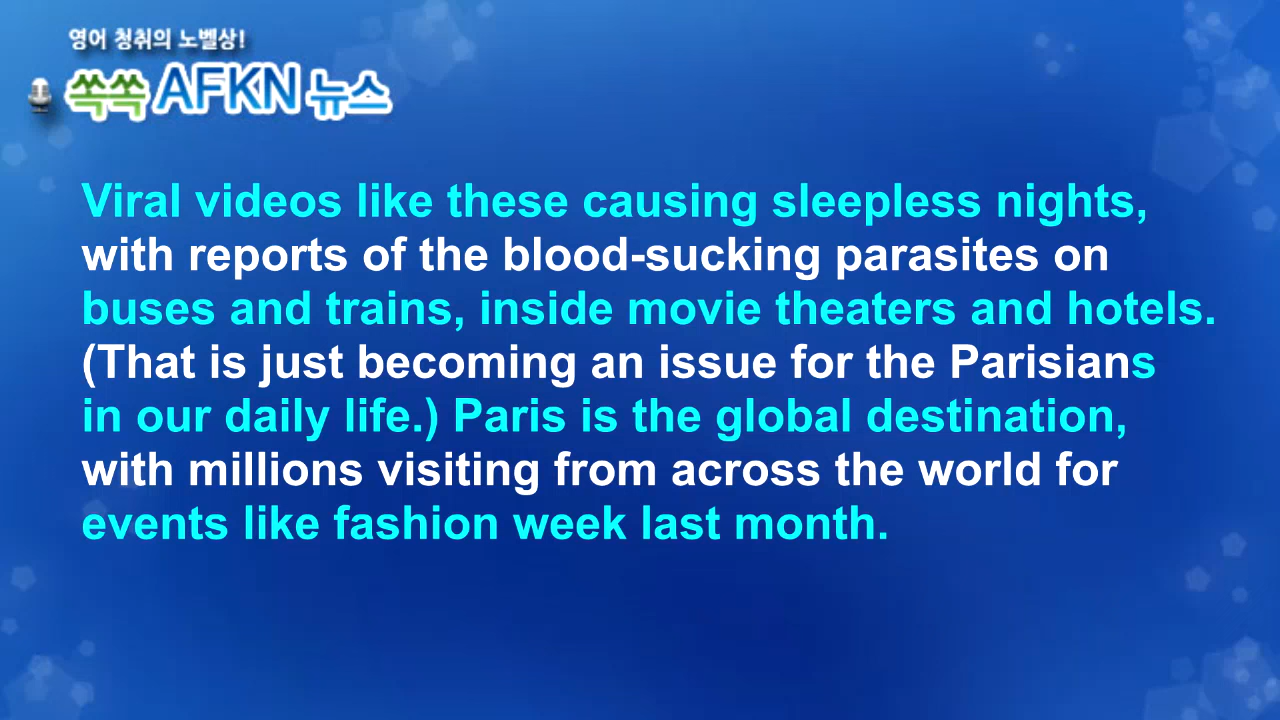 영어 청취의 노벨상!
쏙쏙 AFKN 뉴스
Viral videos like these causing sleepless nights,
with reports of the blood-sucking parasites on
buses and trains, inside movie theaters and hotels.
(That is just becoming an issue for the Parisians
in our daily life.) Paris is the global destination,
with millions visiting from across the world for
events like fashion week last month.